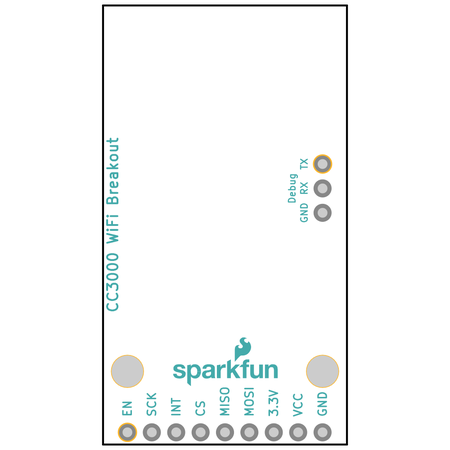 CC3000 WiFi Breakout
Debug
TX
RX
GND
sparkfun
EN
SCK
INT
CS
MISO
MOSI
3.3V
VCC
GND